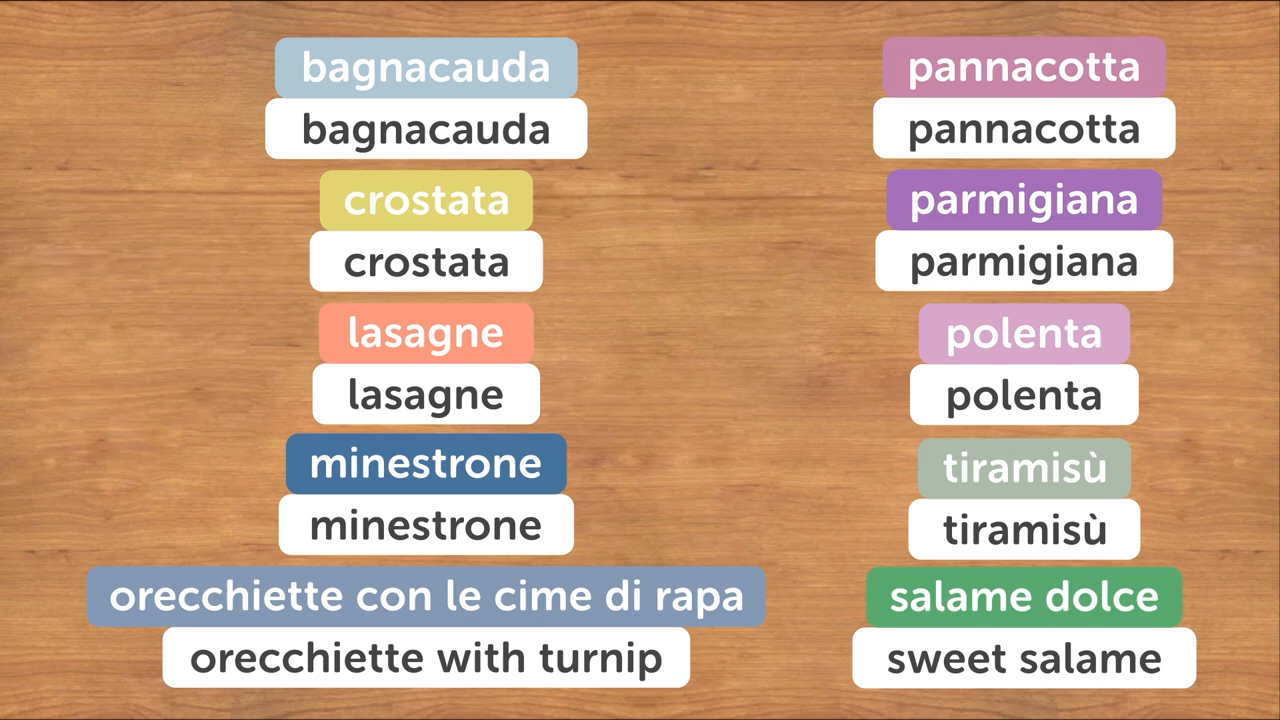 bagnacauda
bagnacauda
crostata
crostata
lasagne
lasagne
minestrone
minestrone
orecchiette con le cime di rapa
orecchiette with turnip
pannacotta
pannacotta
parmigiana
parmigiana
polenta
polenta
tiramisù
tiramisù
salame dolce
sweet salame